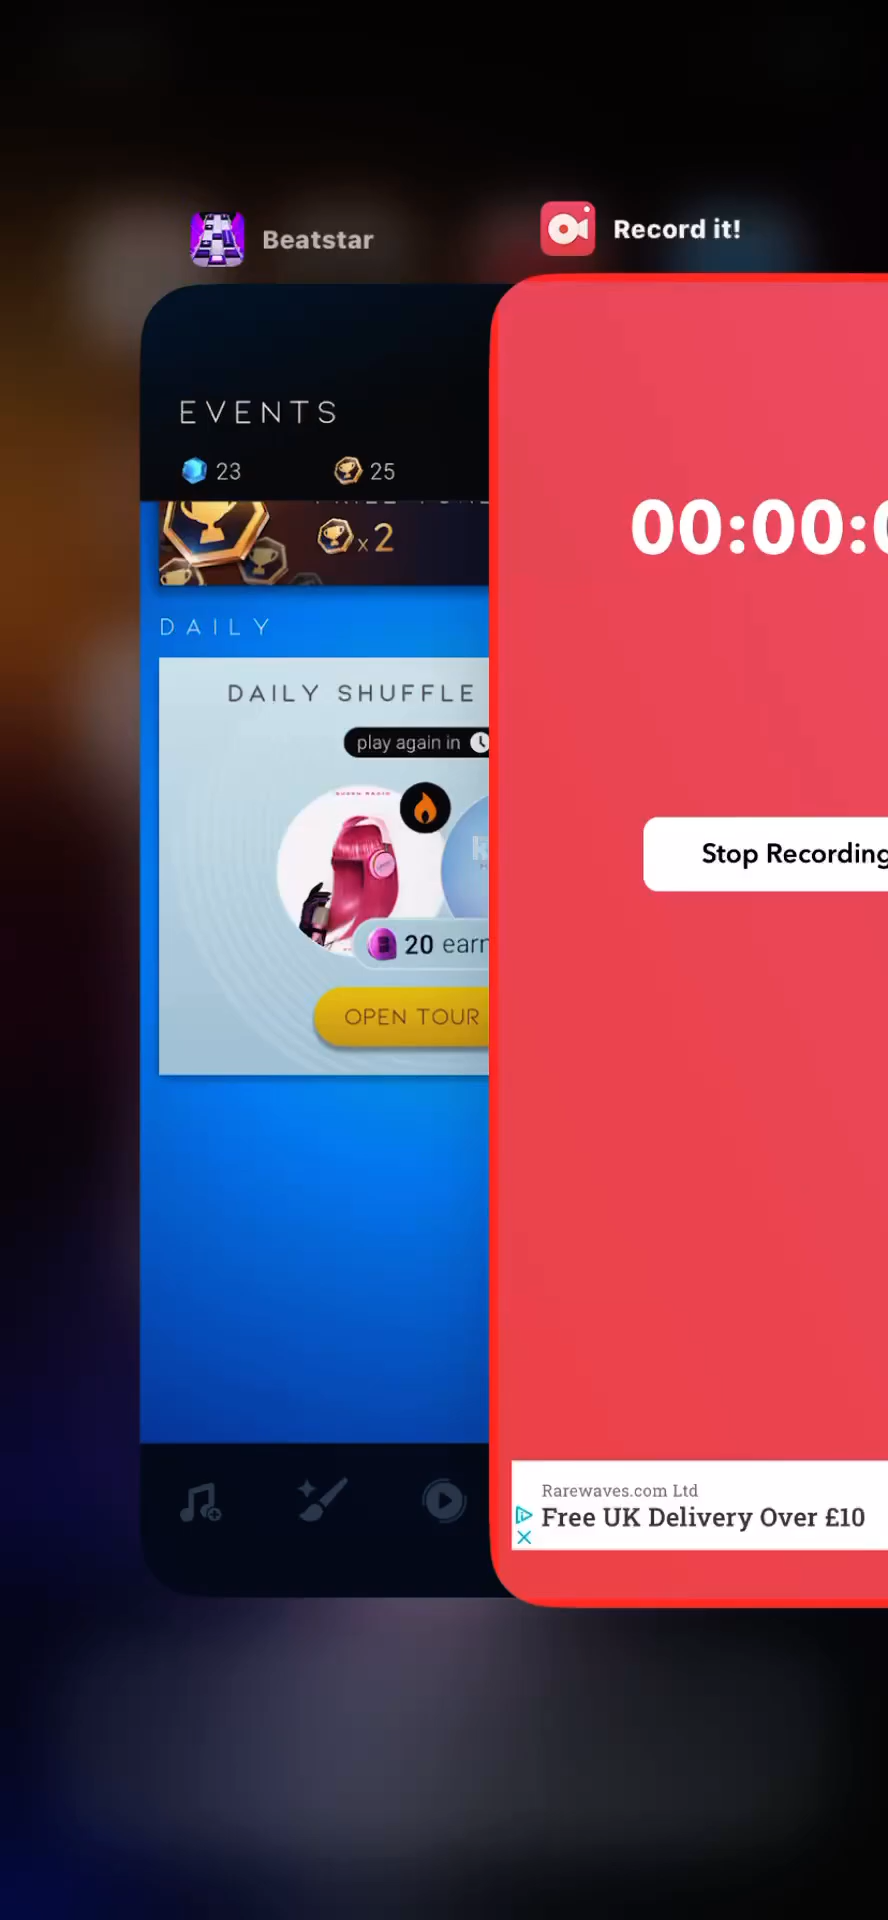 Beatstar
Record it!
EVENTS
23
25
x2
DAILY
DAILY SHUFFLE
play again in
20 earn
OPEN TOUR
00:00:0
Stop Recording
Rarewaves.com Ltd
Free UK Delivery Over £10